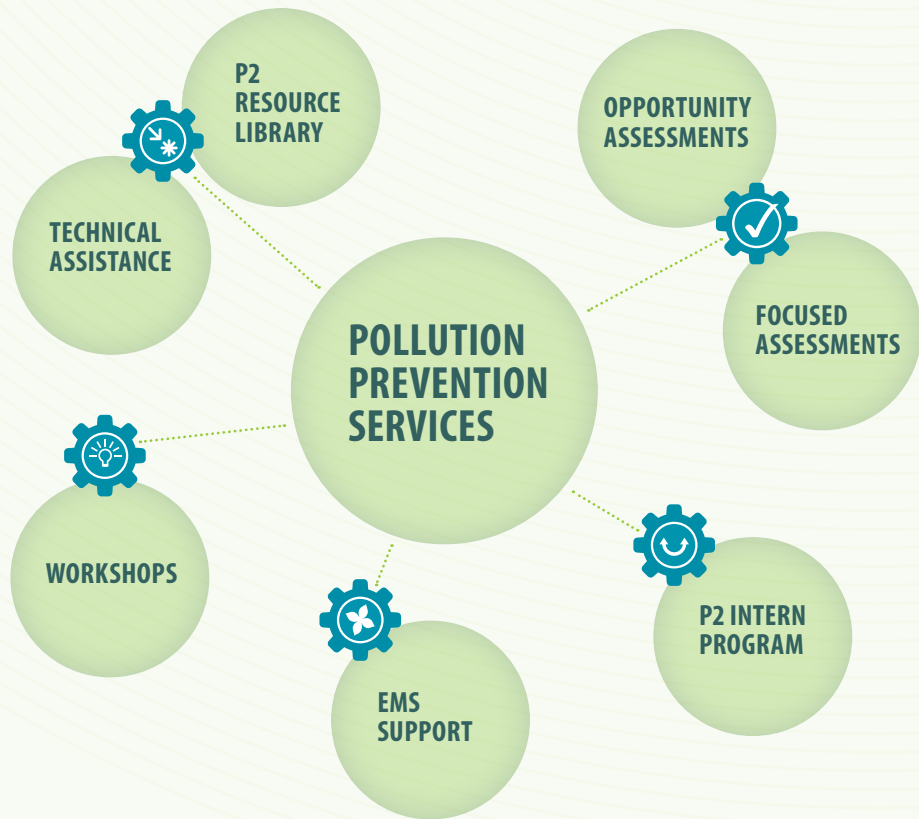 P2
RESOURCE
LIBRARY
OPPORTUNITY
ASSESSMENTS
TECHNICAL
ASSISTANCE
FOCUSED
ASSESSMENTS
POLLUTION
PREVENTION
SERVICES
WORKSHOPS
P2 INTERN
PROGRAM
EMS
SUPPORT